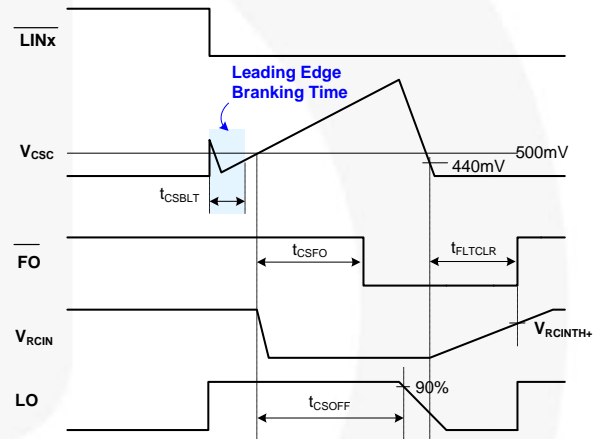 LINx
Leading Edge
Branking Time
VCSC
500mV
440mV
tCSBLT
FO
tCSFO
tFLTCLR
VRCIN
VRCINTH+
LO
90%
tCSOFF